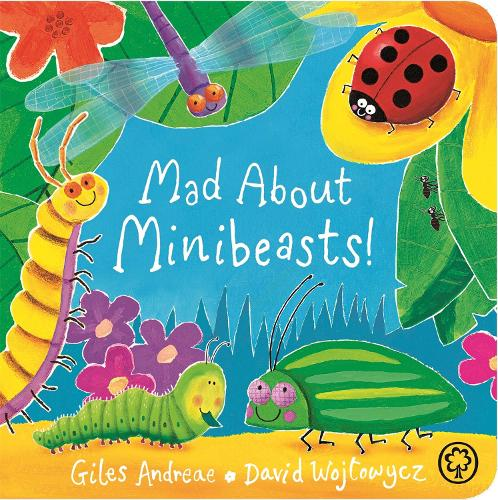 Mad About
Minibeasts!
Giles Andreae • David Wojtowycz